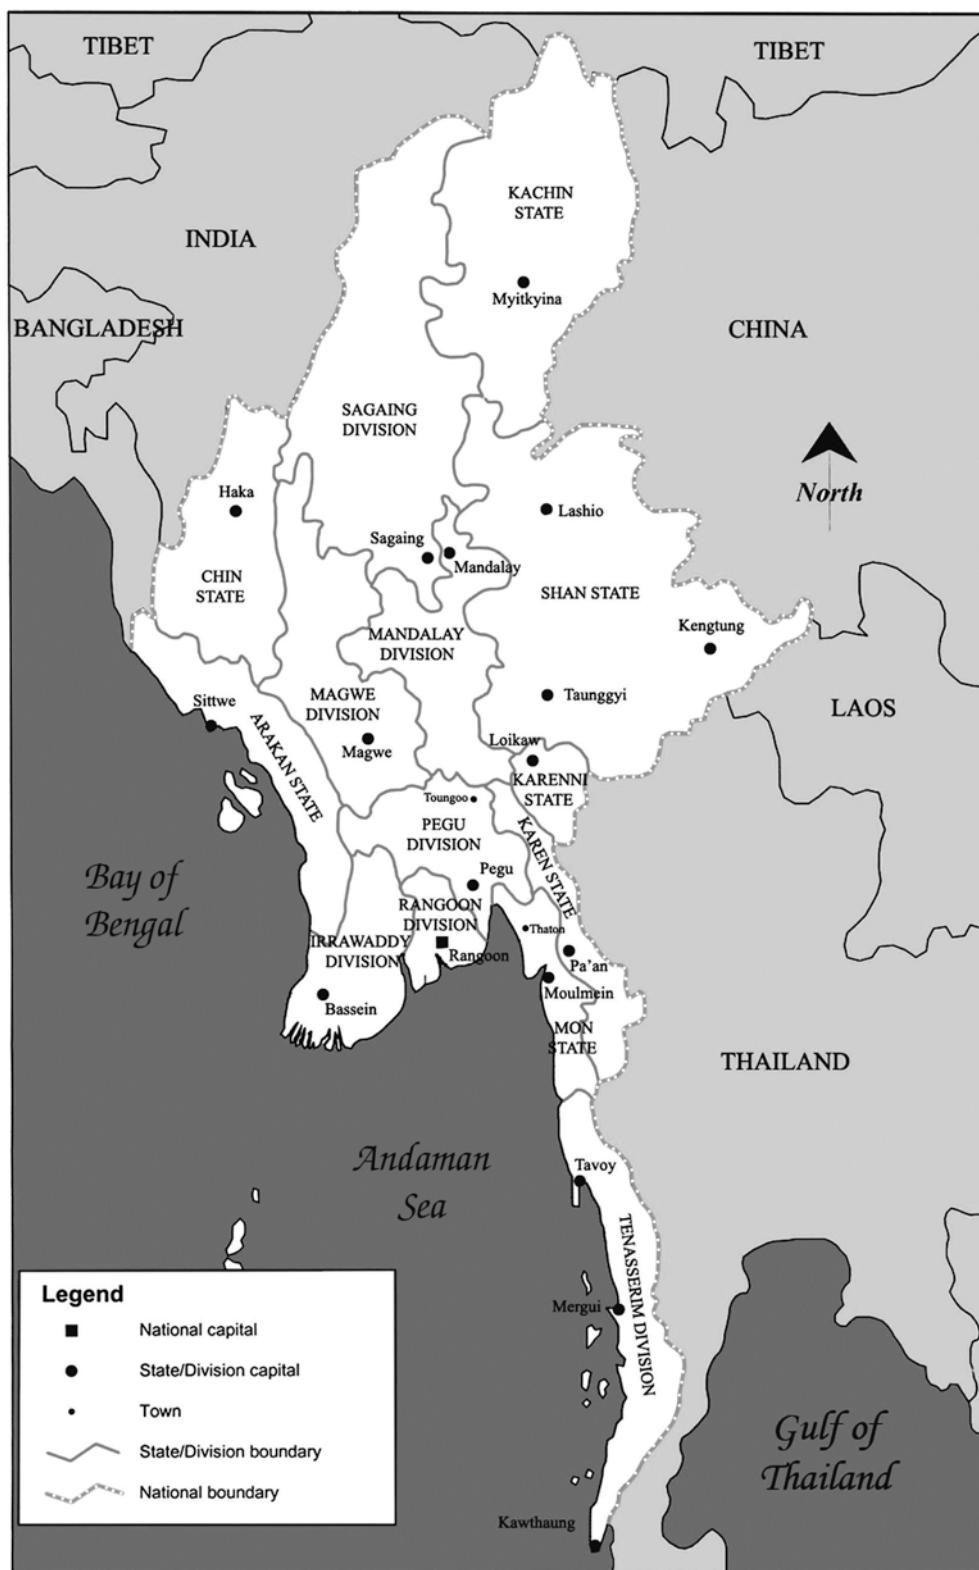 TIBET
TIBET
KACHIN
STATE
INDIA
Myitkyina
BANGLADESH
CHINA
SAGAING
DIVISION
North
Haka
Lashio
Sagaing
Mandalay
CHIN
STATE
SHAN STATE
Kengtung
MANDALAY
DIVISION
MAGWE
DIVISION
Taunggyi
LAOS
Sittwe
ARAKAN STATE
Magwe
Loikaw
KARENNI
STATE
Toungoo
PEGU
DIVISION
KAREN STATE
Bay of
Bengal
Pegu
RANGOON
DIVISION
Thaton
IRRAWADDY
DIVISION
Rangoon
Pa'an
Bassein
Moulmein
MON
STATE
THAILAND
Andaman
Sea
Tavoy
TENASSERIM DIVISION
Mergui
Gulf of
Thailand
Kawthaung
Legend
National capital
State/Division capital
Town
State/Division boundary
National boundary